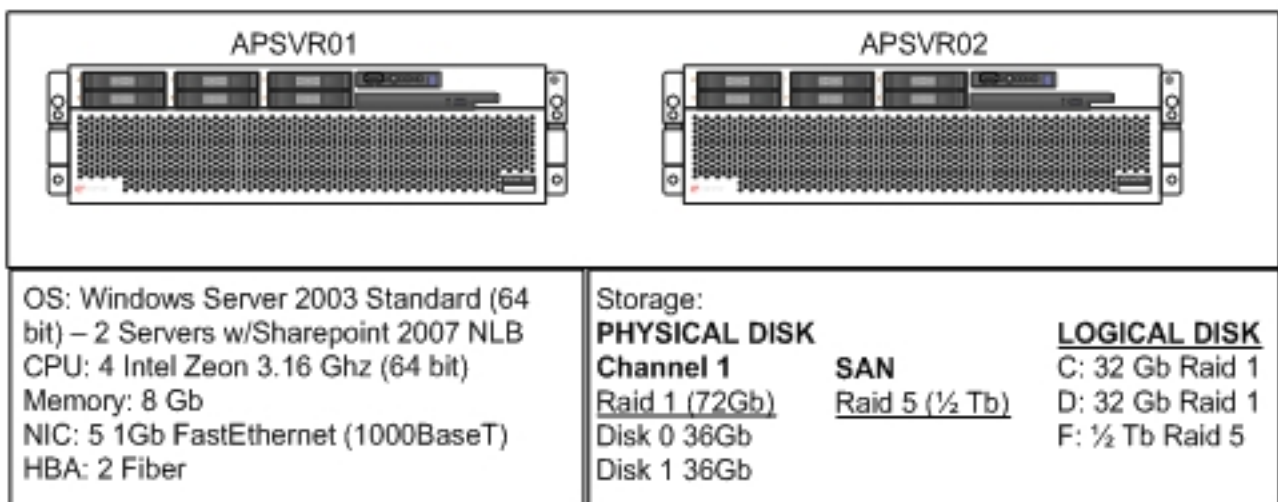 APSVR01
APSVR02
OS: Windows Server 2003 Standard (64
bit) – 2 Servers w/Sharepoint 2007 NLB
CPU: 4 Intel Zeon 3.16 Ghz (64 bit)
Memory: 8 Gb
NIC: 5 1Gb FastEthernet (1000BaseT)
HBA: 2 Fiber
Storage:
PHYSICAL DISK
Channel 1
Raid 1 (72Gb)
Disk 0 36Gb
Disk 1 36Gb
SAN
Raid 5 (½ Tb)
LOGICAL DISK
C: 32 Gb Raid 1
D: 32 Gb Raid 1
F: ½ Tb Raid 5